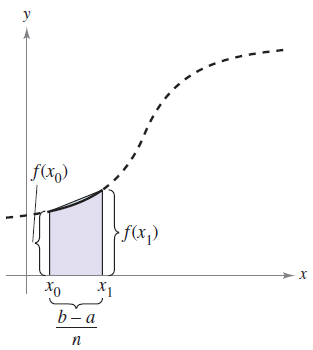 y
f(x₀)
f(x₁)
x
x₀ x₁
b – a
n